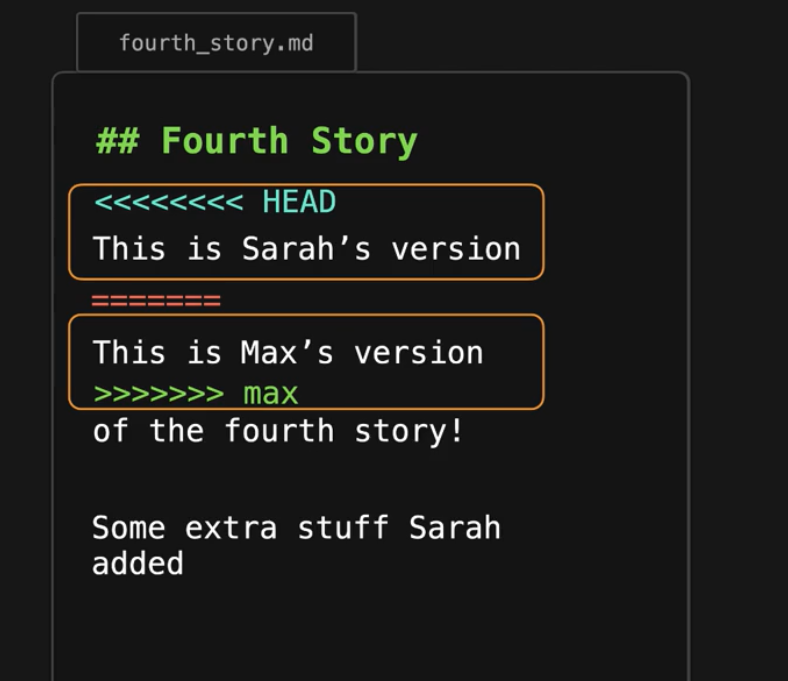 fourth_story.md
## Fourth Story
<<<<<<<< HEAD
This is Sarah’s version
=======
This is Max’s version
>>>>>>> max
of the fourth story!
Some extra stuff Sarah
added